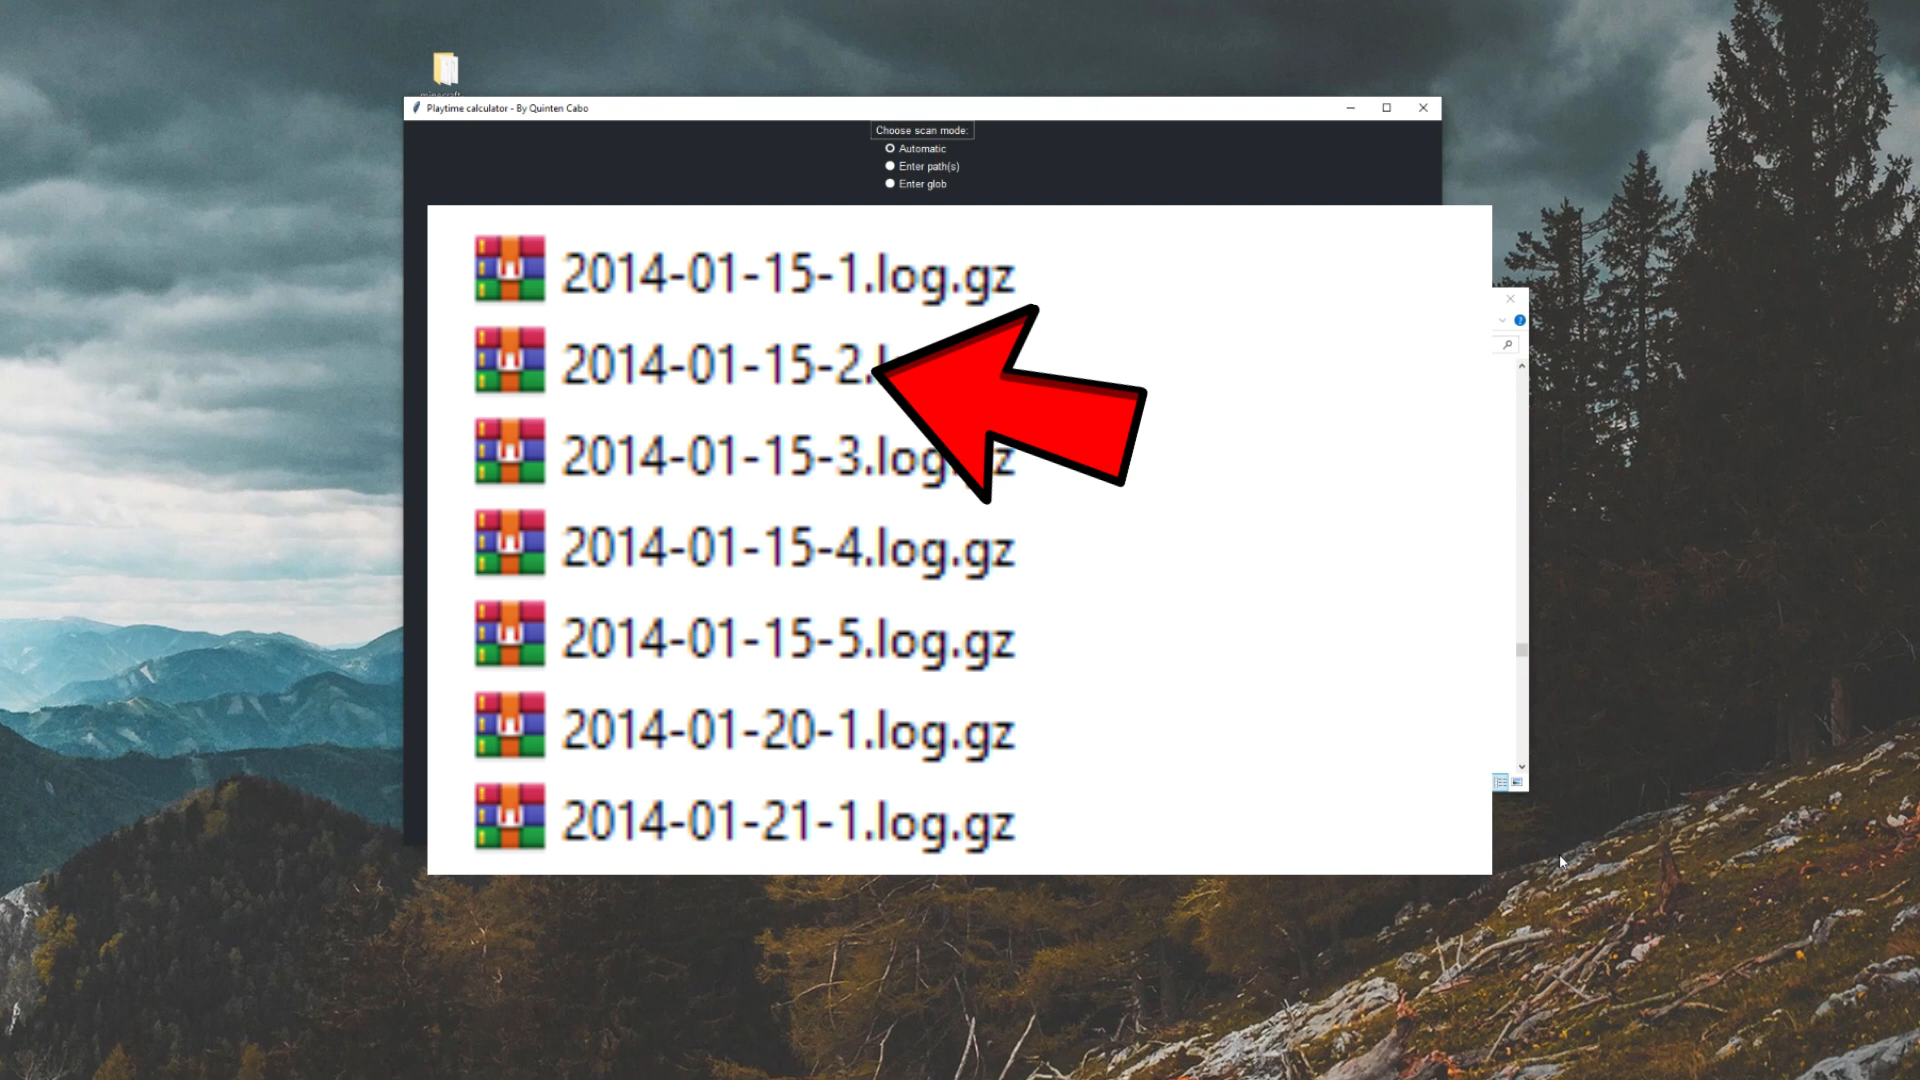 minecraft
Playtime calculator - By Quinten Cabo
Choose scan mode:
Automatic
Enter path(s)
Enter glob
2014-01-15-1.log.gz
2014-01-15-2.
2014-01-15-3.log.gz
2014-01-15-4.log.gz
2014-01-15-5.log.gz
2014-01-20-1.log.gz
2014-01-21-1.log.gz